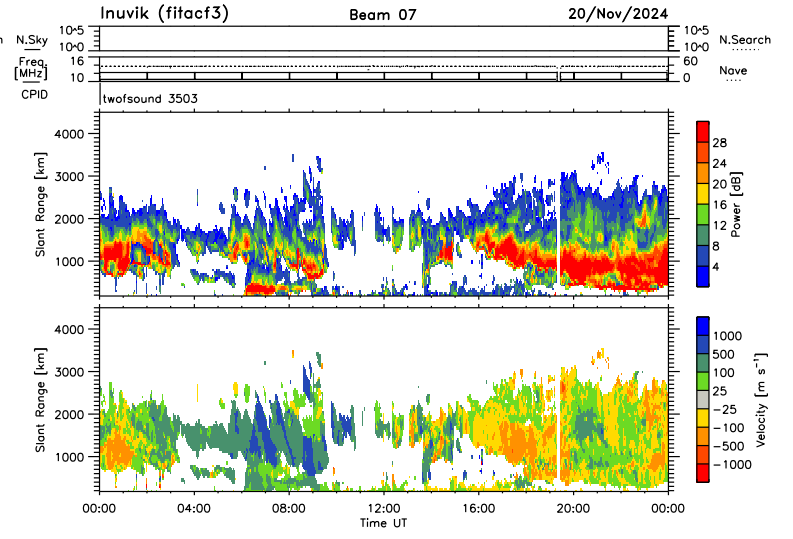 Inuvik (fitacf3) Beam 07 20/Nov/2024
10^5 10^5
N.Sky N.Search
10^0 10^0
16 60
Freq.
[MHz] Nave
10 0
CPID
twofsound 3503
4000
3000
2000
1000
Slant Range [km]
28
24
20
16
12
8
4
Power [dB]
4000
3000
2000
1000
Slant Range [km]
1000
500
100
25
-25
-100
-500
-1000
Velocity [m s⁻¹]
00:00 04:00 08:00 12:00 16:00 20:00 00:00
Time UT